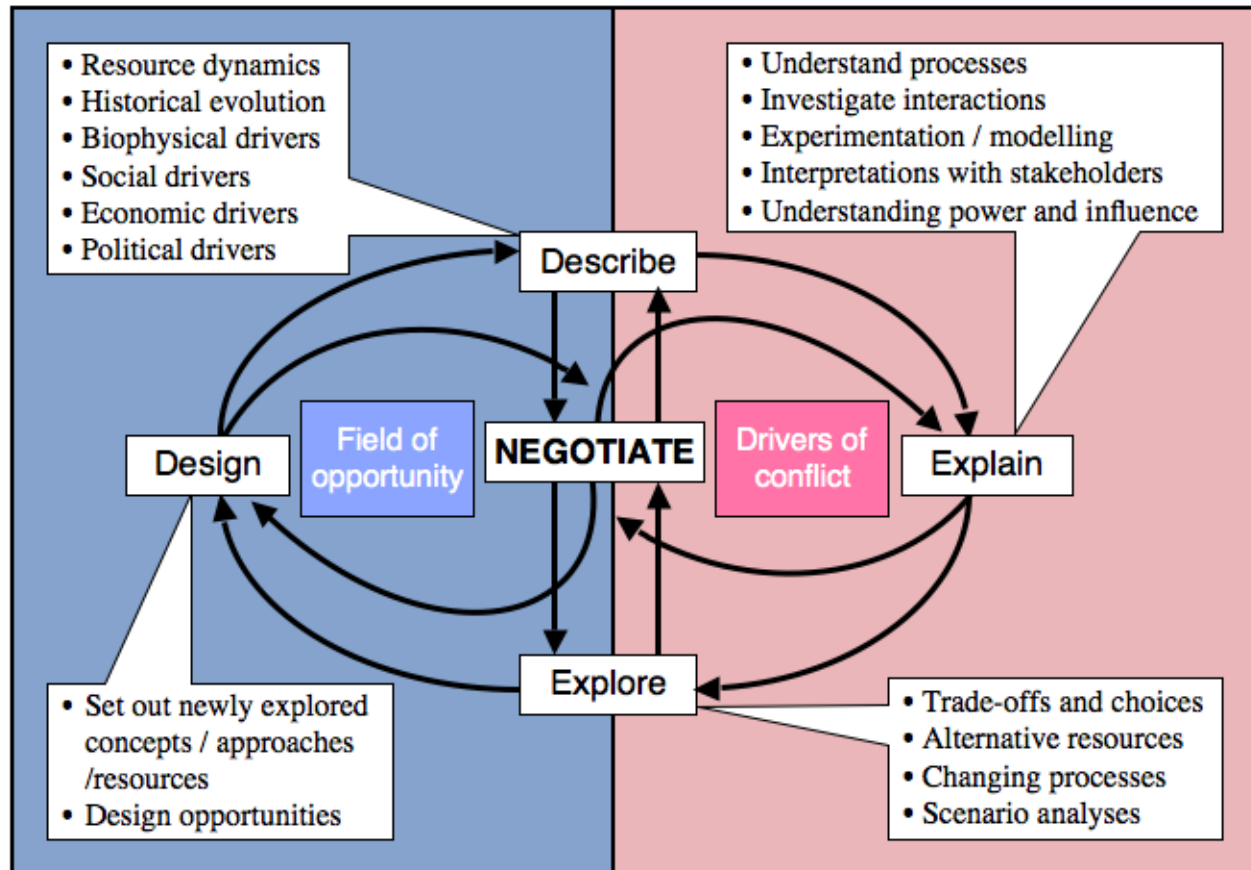 • Resource dynamics
• Historical evolution
• Biophysical drivers
• Social drivers
• Economic drivers
• Political drivers
• Understand processes
• Investigate interactions
• Experimentation / modelling
• Interpretations with stakeholders
• Understanding power and influence
Describe
Design
Field of
opportunity
NEGOTIATE
Drivers of
conflict
Explain
Explore
• Set out newly explored
concepts / approaches
/resources
• Design opportunities
• Trade-offs and choices
• Alternative resources
• Changing processes
• Scenario analyses